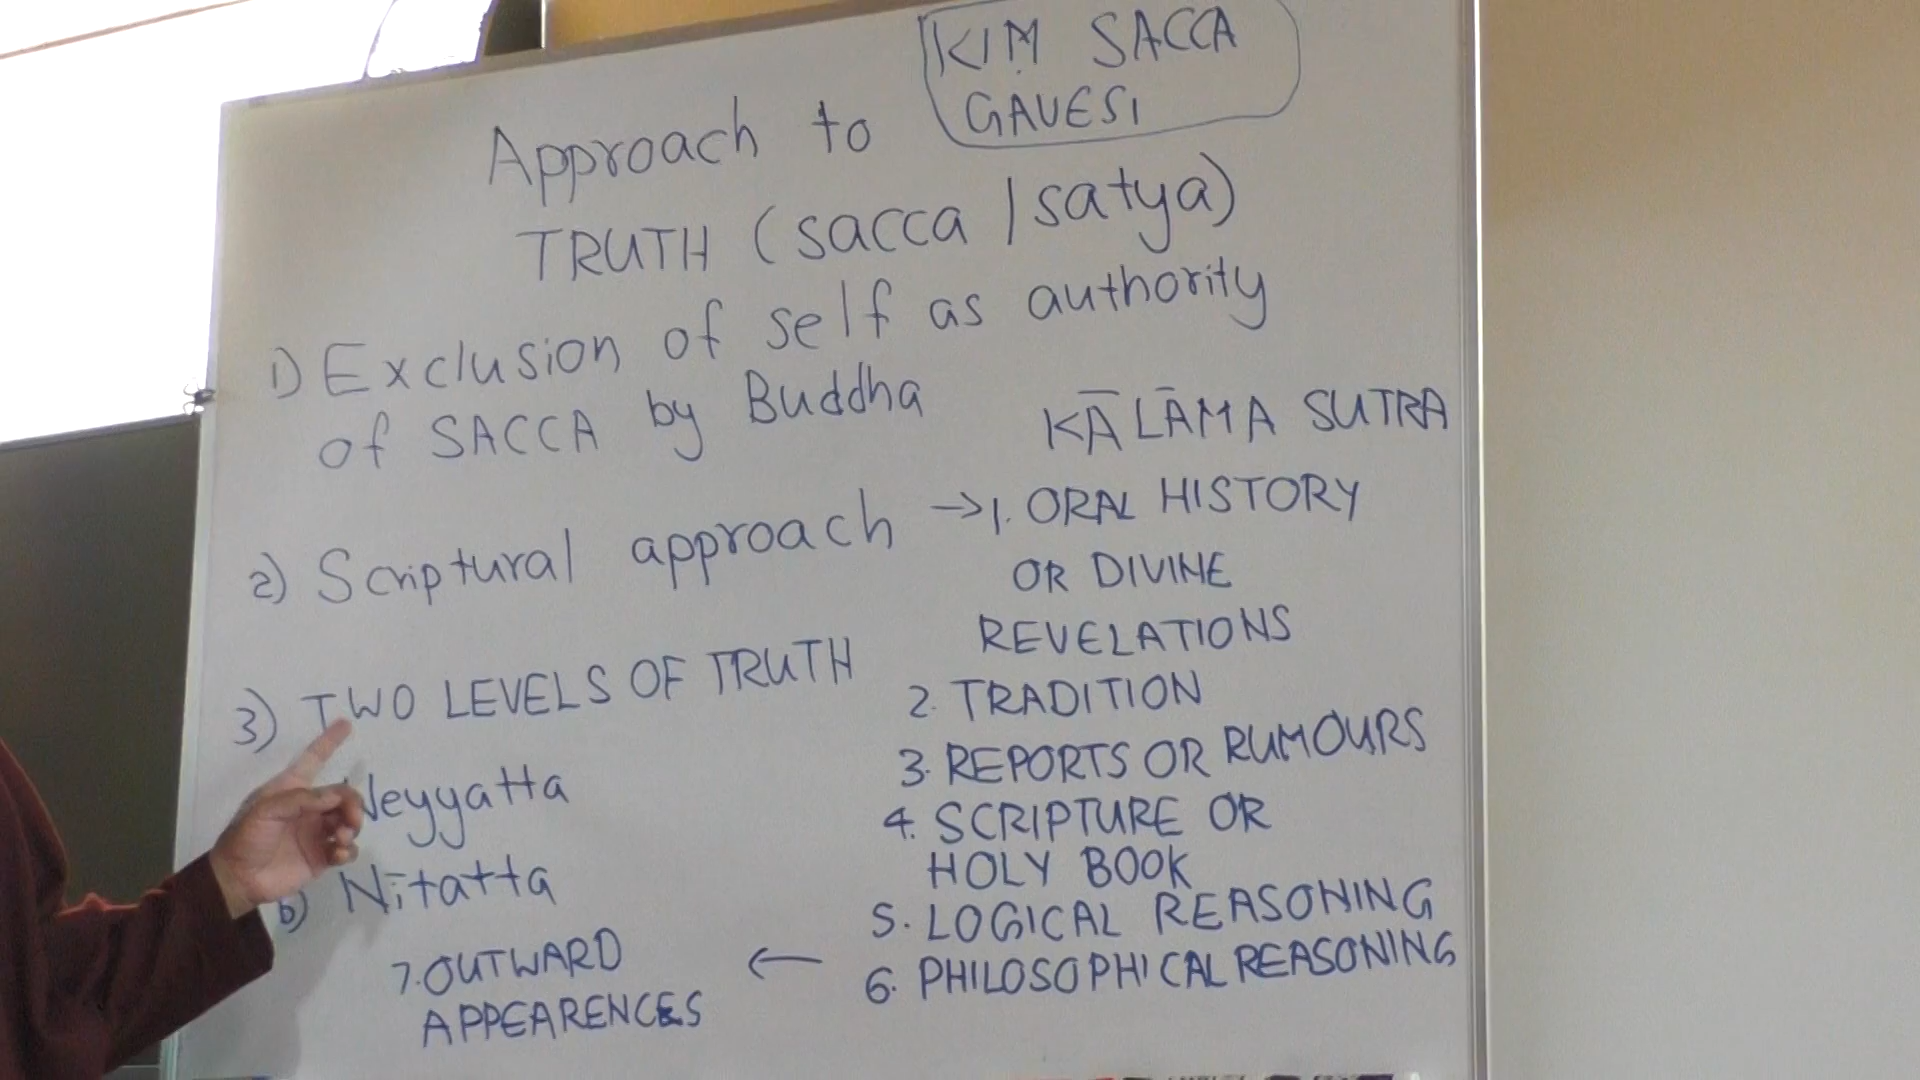 KIṂ SACCA
GAVESI
Approach to
TRUTH (sacca / satya)
1) Exclusion of self as authority
of SACCA by Buddha
2) Scriptural approach
3) TWO LEVELS OF TRUTH
Neyyattha
b) Nītattha
KĀLĀMA SUTRA
→ 1. ORAL HISTORY
OR DIVINE
REVELATIONS
2. TRADITION
3. REPORTS OR RUMOURS
4. SCRIPTURE OR
HOLY BOOK
5. LOGICAL REASONING
6. PHILOSOPHICAL REASONING
←
7. OUTWARD
APPEARENCES